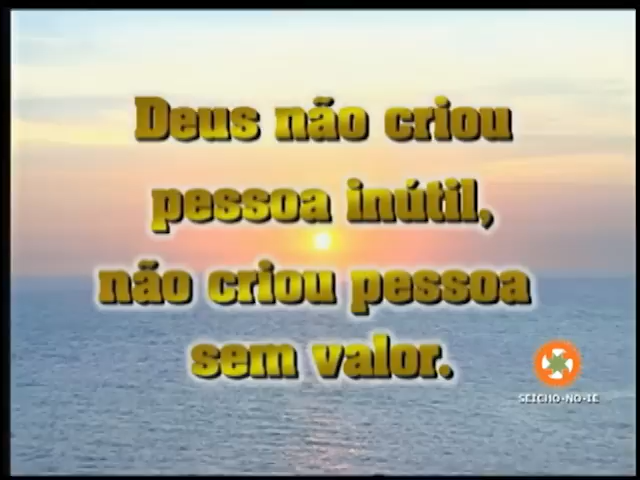 Deus não criou
pessoa inútil,
não criou pessoa
sem valor.
SEICHO-NO-IE